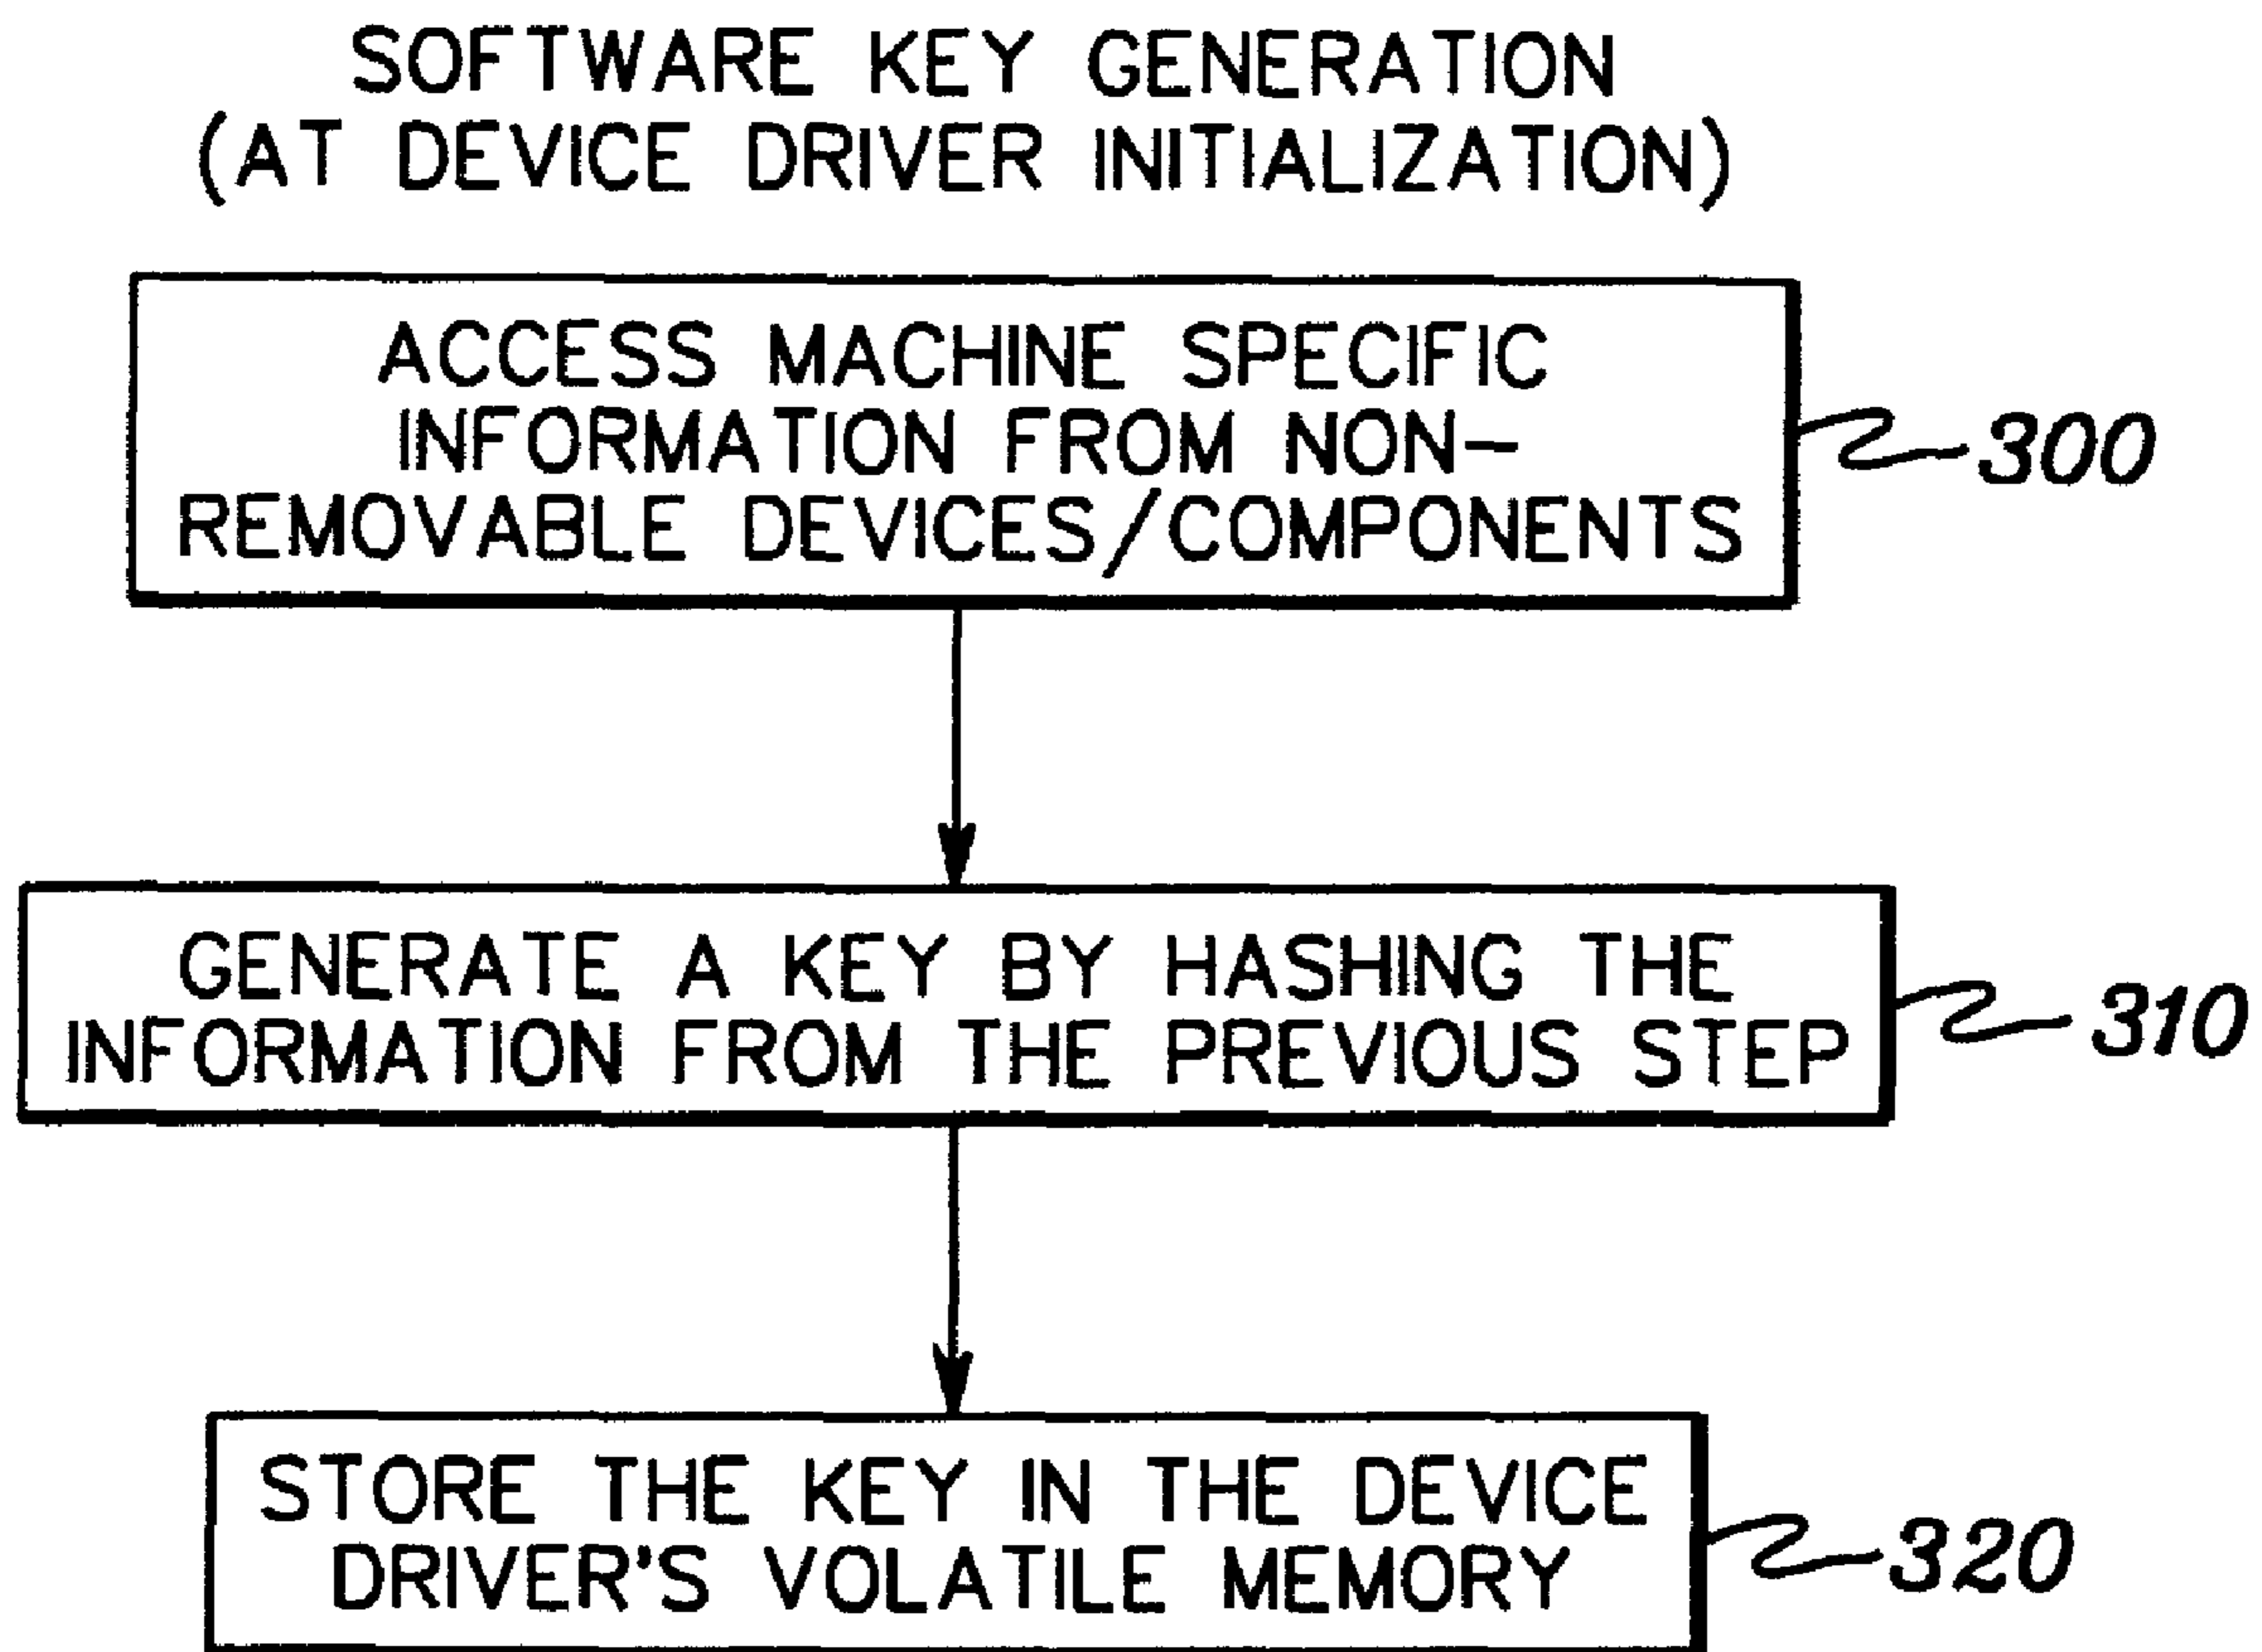 SOFTWARE KEY GENERATION
(AT DEVICE DRIVER INITIALIZATION)
ACCESS MACHINE SPECIFIC
INFORMATION FROM NON-
REMOVABLE DEVICES/COMPONENTS
300
GENERATE A KEY BY HASHING THE
INFORMATION FROM THE PREVIOUS STEP
310
STORE THE KEY IN THE DEVICE
DRIVER'S VOLATILE MEMORY
320